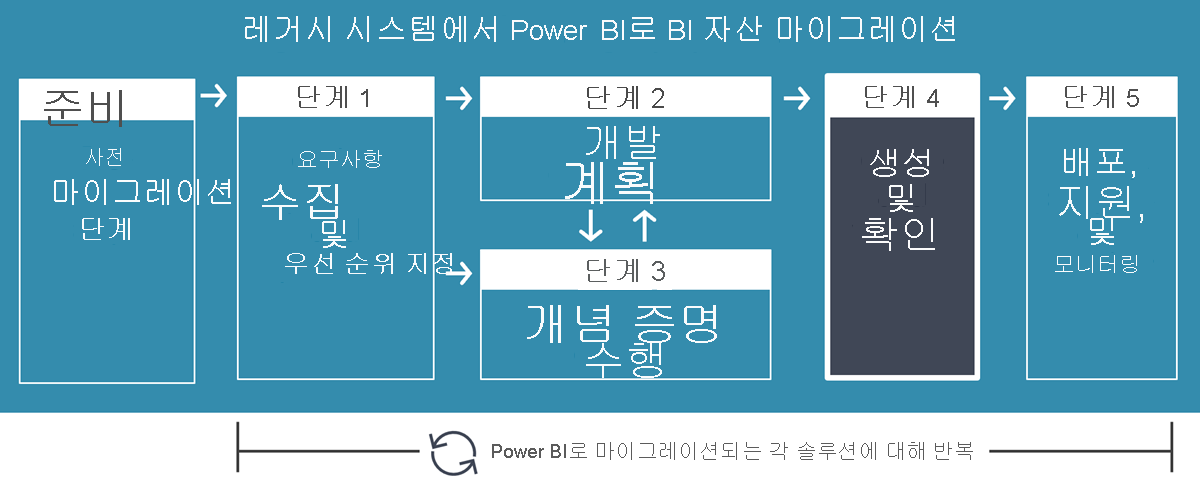 레거시 시스템에서 Power BI로 BI 자산 마이그레이션
준비
사전
마이그레이션
단계
단계 1
요구사항
수집
및
우선 순위 지정
단계 2
개발
계획
단계 3
개념 증명
수행
단계 4
생성
및
확인
단계 5
배포,
지원,
및
모니터링
Power BI로 마이그레이션되는 각 솔루션에 대해 반복